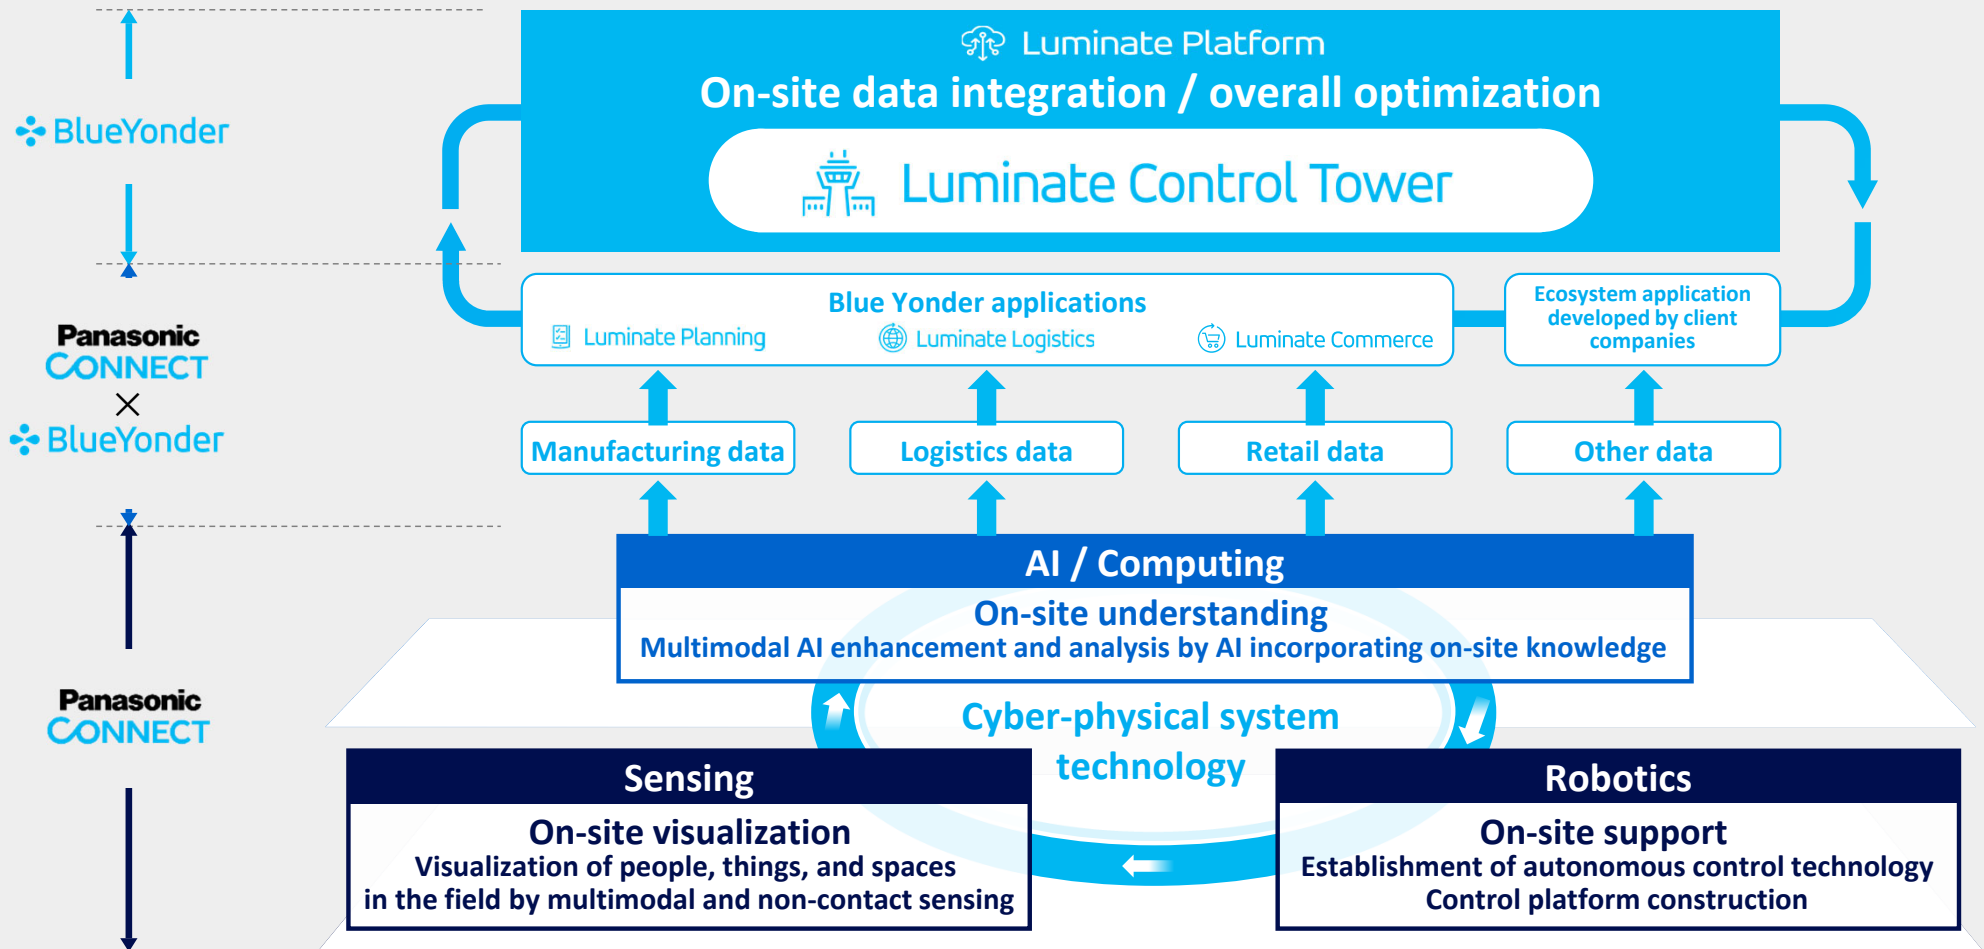 Luminate Platform
On-site data integration / overall optimization
Luminate Control Tower
BlueYonder
Blue Yonder applications
Luminate Planning
Luminate Logistics
Luminate Commerce
Ecosystem application
developed by client
companies
Panasonic
CONNECT
×
BlueYonder
Manufacturing data
Logistics data
Retail data
Other data
AI / Computing
On-site understanding
Multimodal AI enhancement and analysis by AI incorporating on-site knowledge
Panasonic
CONNECT
Cyber-physical system
technology
Sensing
On-site visualization
Visualization of people, things, and spaces
in the field by multimodal and non-contact sensing
Robotics
On-site support
Establishment of autonomous control technology
Control platform construction